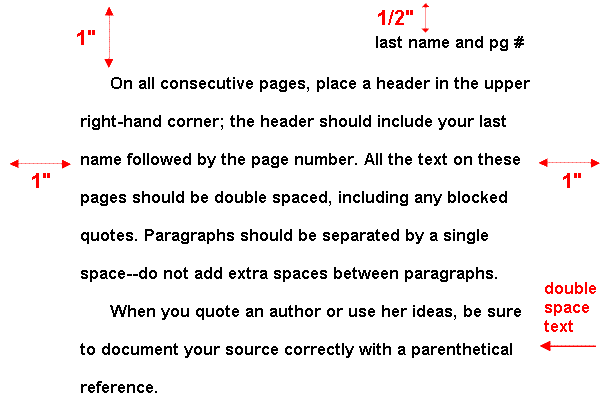 1/2"
1"
last name and pg #
On all consecutive pages, place a header in the upper
right-hand corner; the header should include your last
name followed by the page number. All the text on these
1"
1"
pages should be double spaced, including any blocked
quotes. Paragraphs should be separated by a single
space--do not add extra spaces between paragraphs.
double
space
text
When you quote an author or use her ideas, be sure
to document your source correctly with a parenthetical
reference.